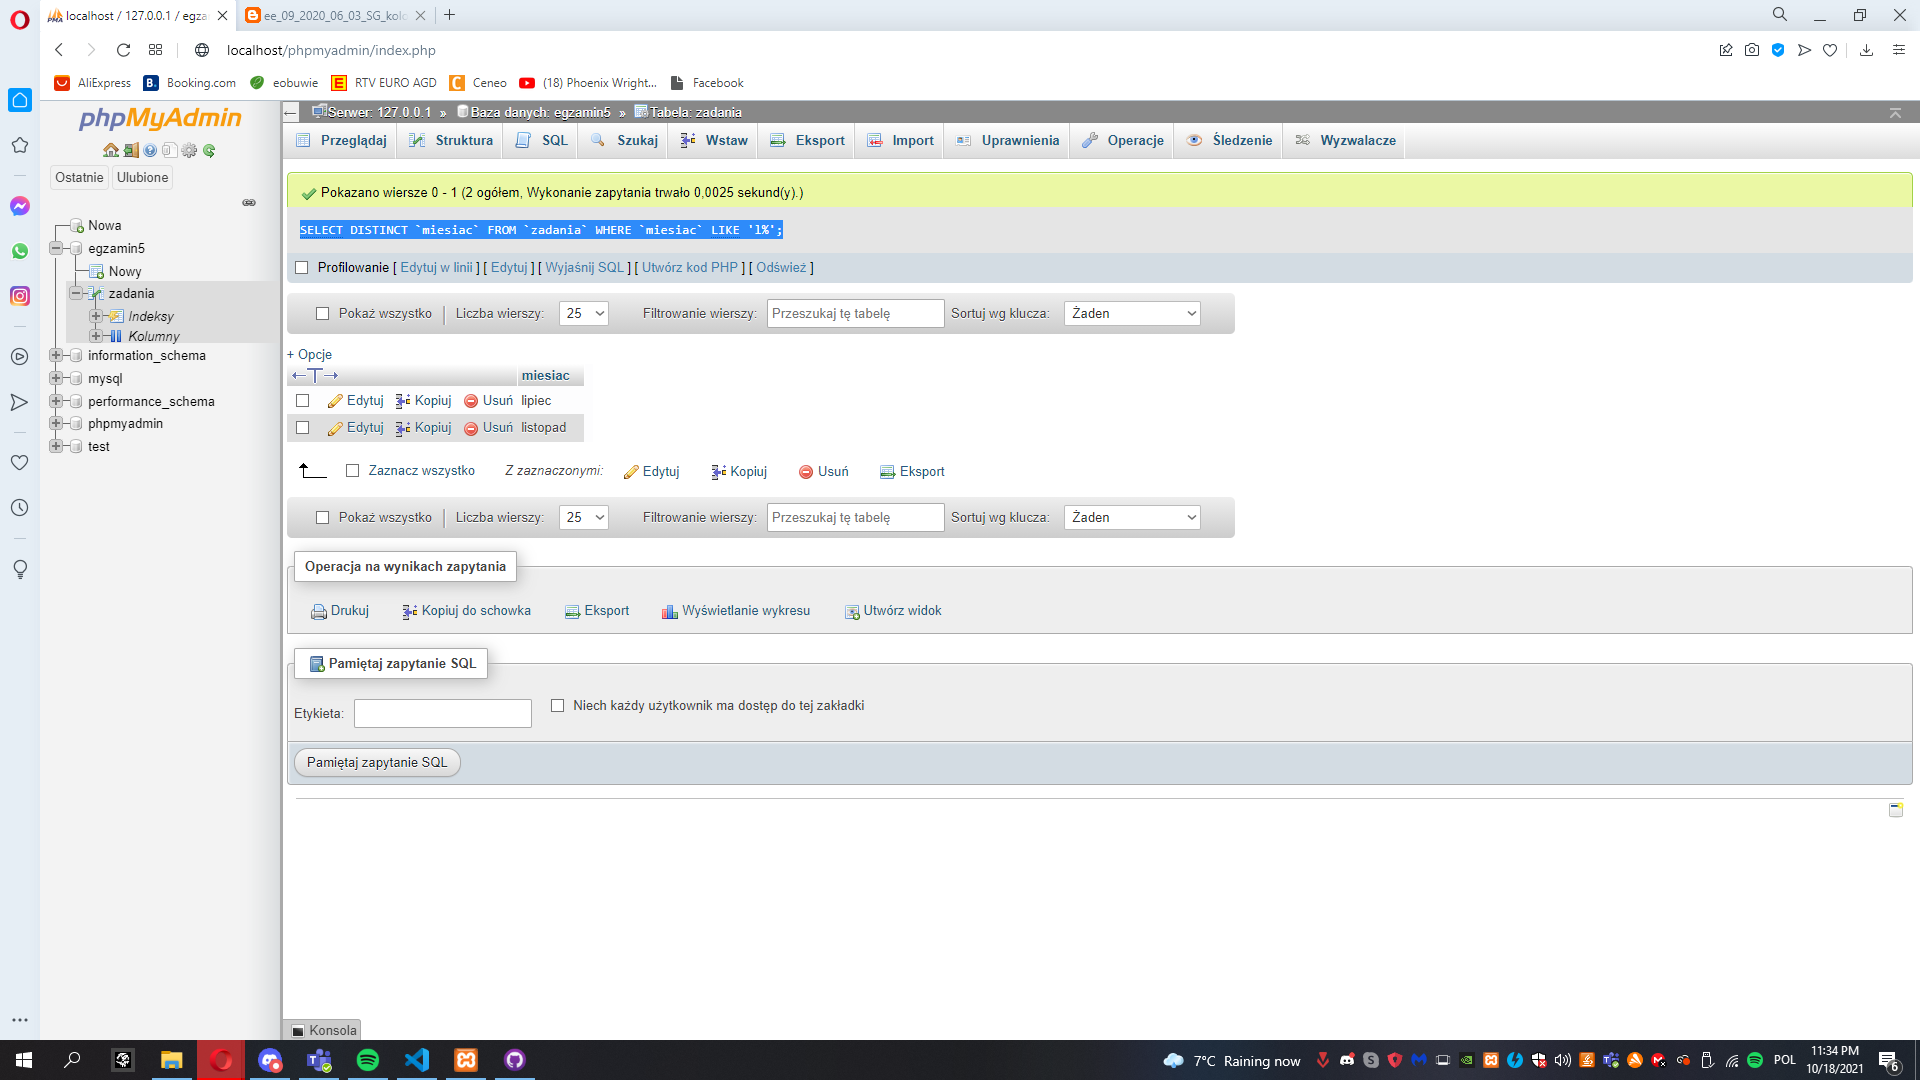 localhost / 127.0.0.1 / egza
ee_09_2020_06_03_SG_kolo
localhost/phpmyadmin/index.php
AliExpress
Booking.com
eobuwie
RTV EURO AGD
Ceneo
(18) Phoenix Wright...
Facebook
phpMyAdmin
Ostatnie
Ulubione
Nowa
egzamin5
Nowy
zadania
Indeksy
Kolumny
information_schema
mysql
performance_schema
phpmyadmin
test
Serwer: 127.0.0.1 » Baza danych: egzamin5 » Tabela: zadania
Przeglądaj
Struktura
SQL
Szukaj
Wstaw
Eksport
Import
Uprawnienia
Operacje
Śledzenie
Wyzwalacze
Pokazano wiersze 0 - 1 (2 ogółem, Wykonanie zapytania trwało 0,0025 sekund(y).)
SELECT DISTINCT `miesiac` FROM `zadania` WHERE `miesiac` LIKE 'l%';
Profilowanie [ Edytuj w linii ] [ Edytuj ] [ Wyjaśnij SQL ] [ Utwórz kod PHP ] [ Odśwież ]
Pokaż wszystko
Liczba wierszy:
25
Filtrowanie wierszy:
Przeszukaj tę tabelę
Sortuj wg klucza:
Żaden
+ Opcje
←T→
miesiac
Edytuj
Kopiuj
Usuń
lipiec
Edytuj
Kopiuj
Usuń
listopad
Zaznacz wszystko
Z zaznaczonymi:
Edytuj
Kopiuj
Usuń
Eksport
Pokaż wszystko
Liczba wierszy:
25
Filtrowanie wierszy:
Przeszukaj tę tabelę
Sortuj wg klucza:
Żaden
Operacja na wynikach zapytania
Drukuj
Kopiuj do schowka
Eksport
Wyświetlanie wykresu
Utwórz widok
Pamiętaj zapytanie SQL
Etykieta:
Niech każdy użytkownik ma dostęp do tej zakładki
Pamiętaj zapytanie SQL
Konsola
7°C Raining now
POL
11:34 PM
10/18/2021
6